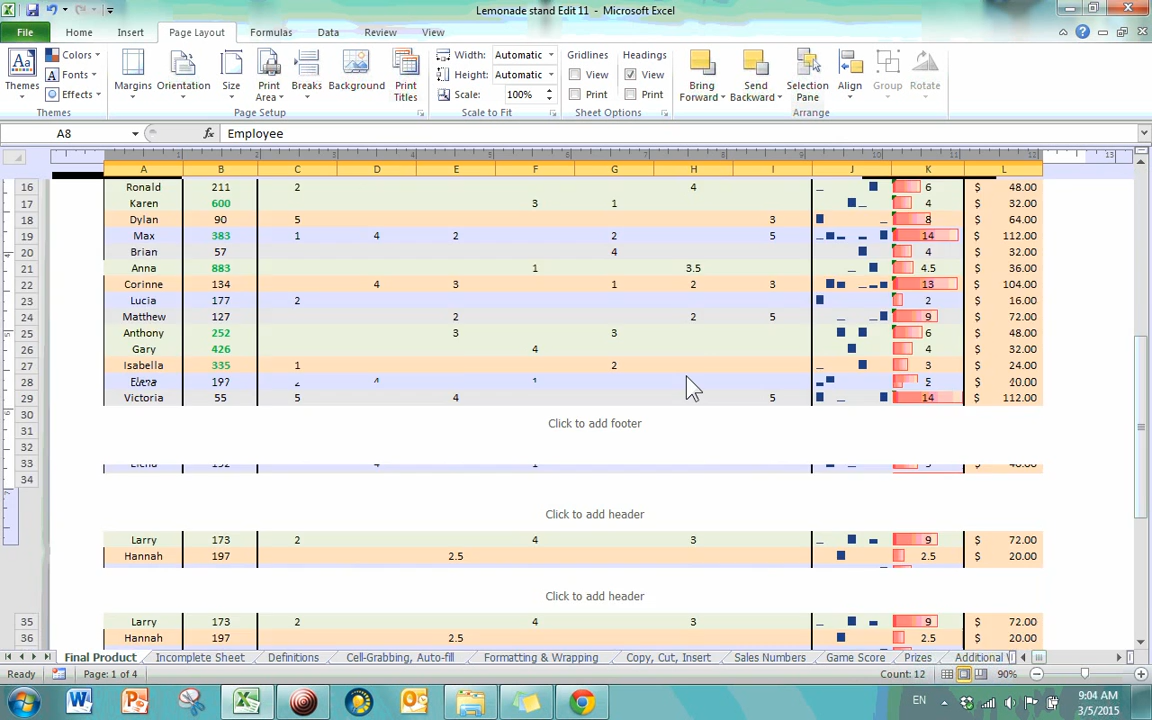 Lemonade stand Edit 11 - Microsoft Excel
File Home Insert Page Layout Formulas Data Review View
Themes Colors Fonts Effects Margins Orientation Size Print Area Breaks Background Print Titles Width: Automatic Height: Automatic Scale: 100% Gridlines View Print Headings View Print Bring Forward Send Backward Selection Pane Align Group Rotate
Themes Page Setup Scale to Fit Sheet Options Arrange
A8 fx Employee
A B C D E F G H I J K L
16 Ronald 211 2 4 6 $ 48.00
17 Karen 600 3 1 4 $ 32.00
18 Dylan 90 5 3 8 $ 64.00
19 Max 383 1 4 2 2 5 14 $ 112.00
20 Brian 57 4 4 $ 32.00
21 Anna 883 1 3.5 4.5 $ 36.00
22 Corinne 134 4 3 1 2 3 13 $ 104.00
23 Lucia 177 2 2 $ 16.00
24 Matthew 127 2 2 5 9 $ 72.00
25 Anthony 252 3 3 6 $ 48.00
26 Gary 426 4 4 $ 32.00
27 Isabella 335 1 2 3 $ 24.00
28 $
29 Victoria 55 5 4 5 14 $ 112.00
30
Click to add footer
31
32
33
34
Click to add header
Larry 173 2 4 3 9 $ 72.00
Hannah 197 2.5 2.5 $ 20.00
Click to add header
35 Larry 173 2 4 3 9 $ 72.00
36 Hannah 197 2.5 2.5 $ 20.00
Final Product Incomplete Sheet Definitions Cell-Grabbing, Auto-fill Formatting & Wrapping Copy, Cut, Insert Sales Numbers Game Score Prizes Additional
Ready Page: 1 of 4 Count: 12 90%
EN 9:04 AM
3/5/2015